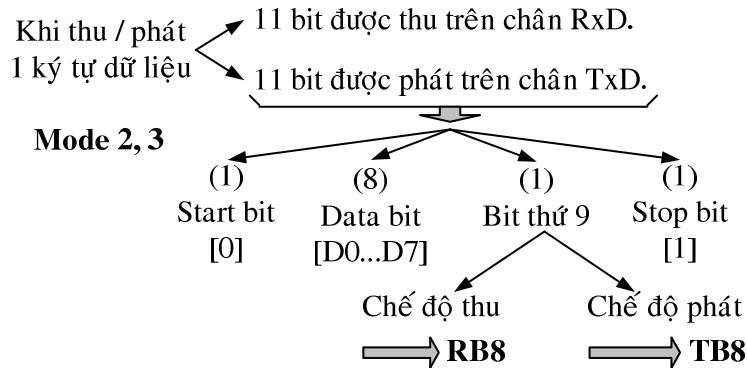 Khi thu / phát
1 ký tự dữ liệu
11 bit được thu trên chân RxD.
11 bit được phát trên chân TxD.
Mode 2, 3
(1)
Start bit
[0]
(8)
Data bit
[D0...D7]
(1)
Bit thứ 9
(1)
Stop bit
[1]
Chế độ thu
RB8
Chế độ phát
TB8